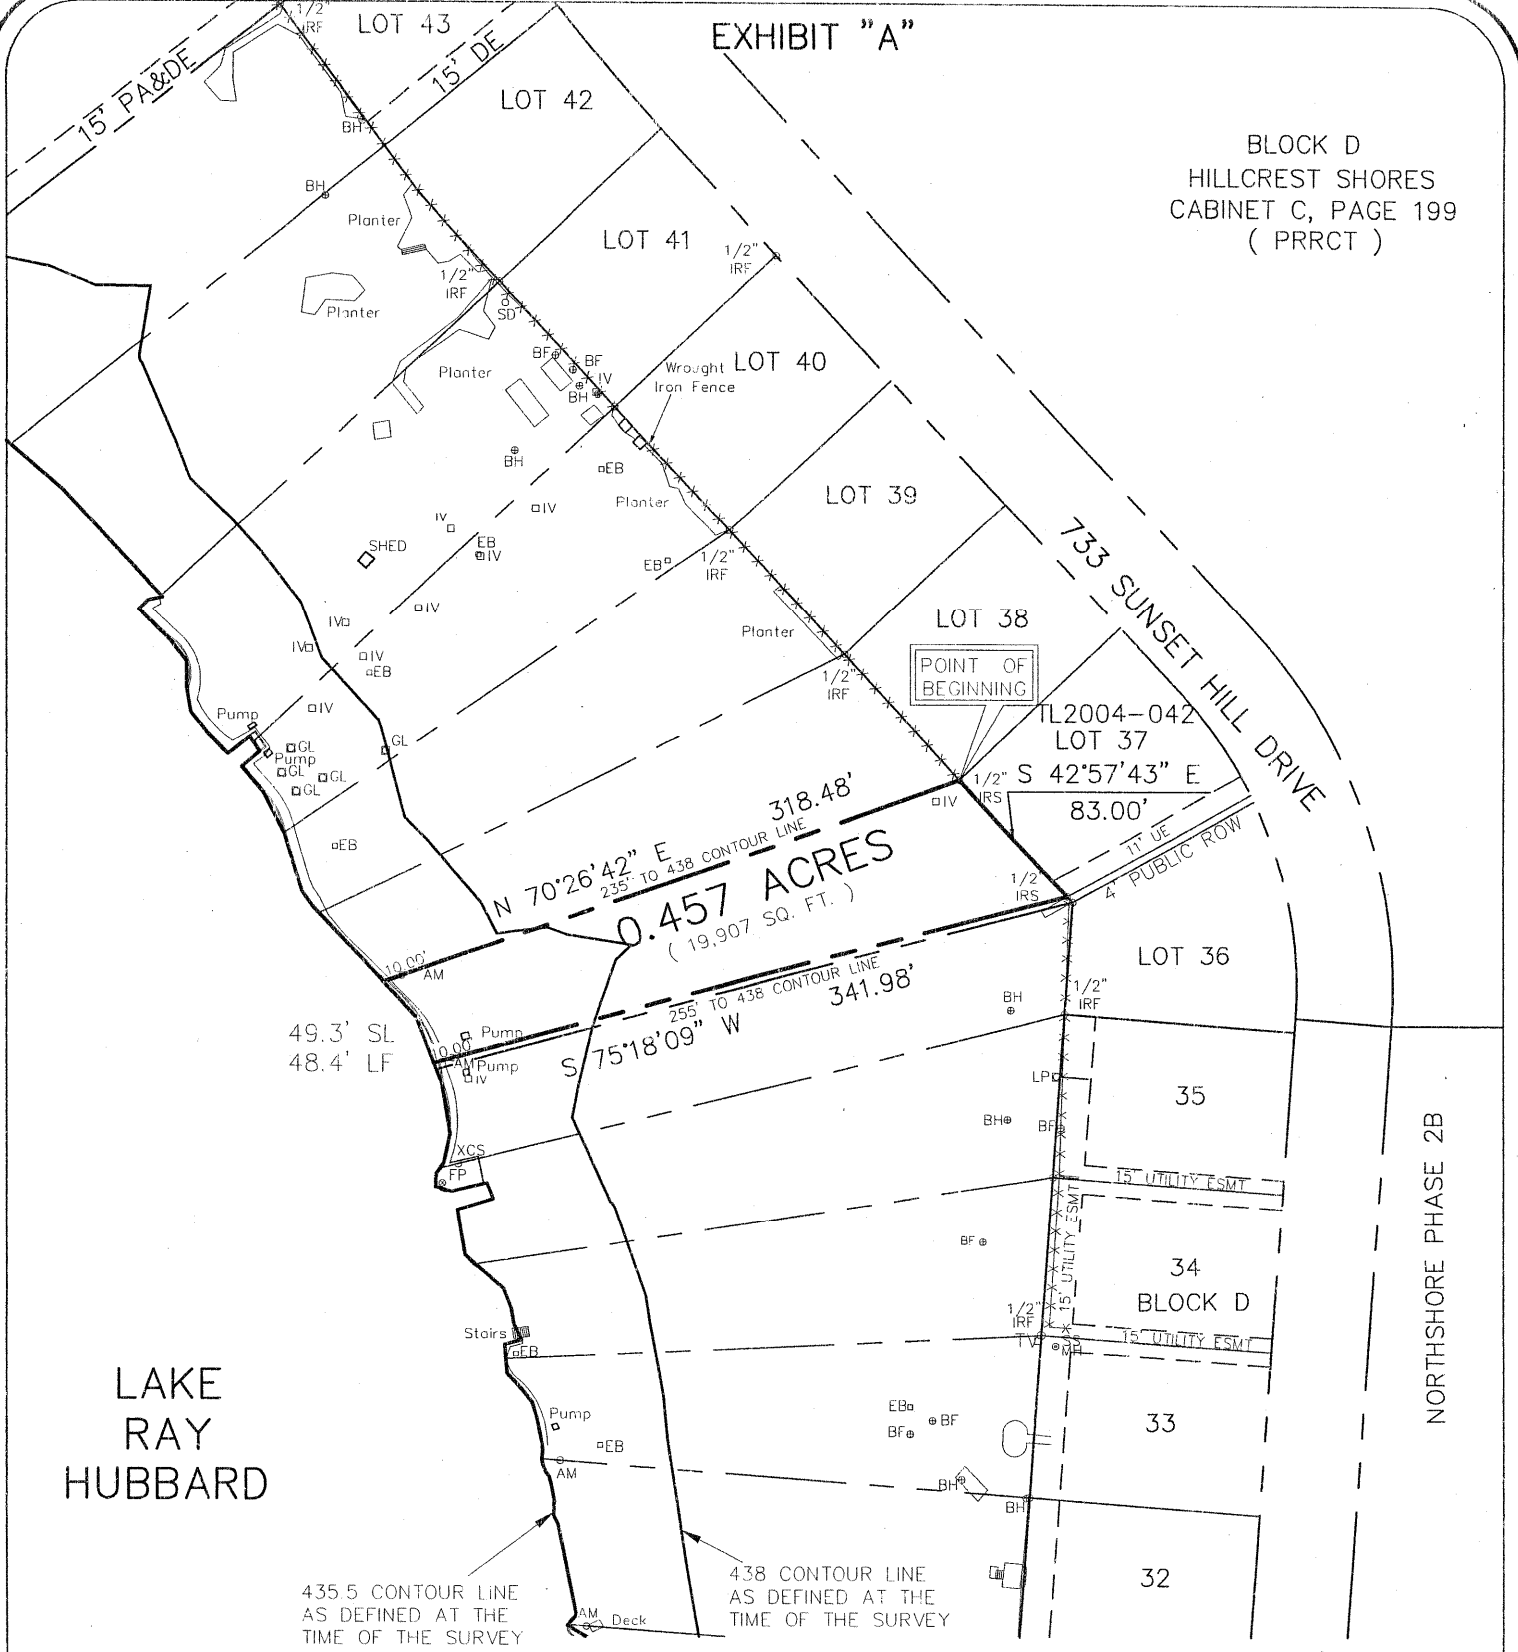 EXHIBIT "A"
1/2"
IRF
LOT 43
15' PA&DE
15' DE
LOT 42
BLOCK D
HILLCREST SHORES
CABINET C, PAGE 199
( PRRCT )
BH
BH
Planter
LOT 41
1/2"
IRF
1/2"
IRF
Planter
SD
BF
BF
IV
BH
Planter
Wrought
Iron Fence
LOT 40
BH
EB
Planter
LOT 39
IV
IV
SHED
EB
IV
EB
1/2"
IRF
733 SUNSET HILL DRIVE
IV
IV
IV
IV
EB
Planter
LOT 38
1/2"
IRF
POINT OF
BEGINNING
IV
Pump
TL2004-042
LOT 37
GL
Pump
GL
GL
GL
GL
S 42°57'43" E
83.00'
1/2"
IRS
IV
318.48'
N 70°26'42" E
235' TO 438 CONTOUR LINE
EB
0.457 ACRES
( 19,907 SQ. FT. )
11' UE
4' PUBLIC ROW
1/2"
IRS
10.00'
AM
LOT 36
255' TO 438 CONTOUR LINE
341.98'
S 75°18'09" W
BH
1/2"
IRF
49.3' SL
48.4' LF
Pump
10.00'
AM
Pump
IV
LP
35
BH
BF
XCS
FP
15' UTILITY ESMT
15' UTILITY ESMT
NORTHSHORE PHASE 2B
BF
34
BLOCK D
1/2"
IRF
TV
SS
MH
15' UTILITY ESMT
Stairs
EB
LAKE
RAY
HUBBARD
Pump
EB
AM
EB
BF
BF
33
BH
BH
435.5 CONTOUR LINE
AS DEFINED AT THE
TIME OF THE SURVEY
438 CONTOUR LINE
AS DEFINED AT THE
TIME OF THE SURVEY
AM
Deck
32